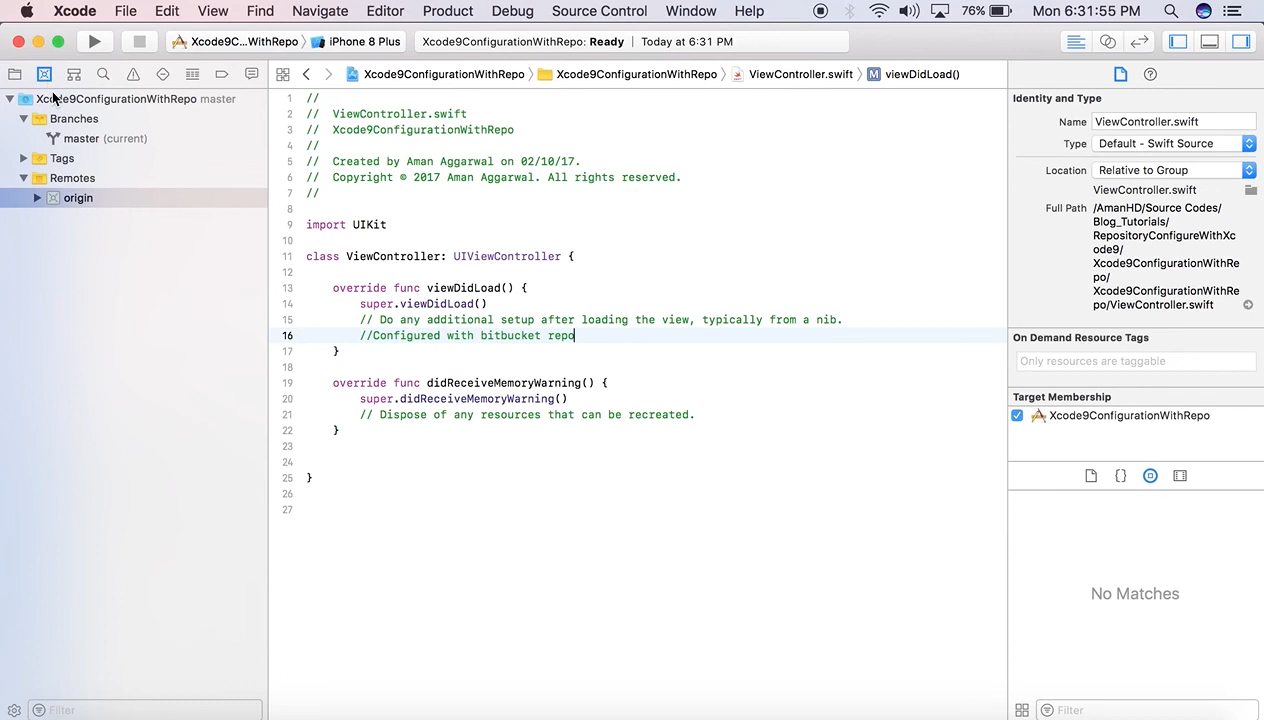 Xcode File Edit View Find Navigate Editor Product Debug Source Control Window Help 76% Mon 6:31:55 PM
Xcode9C...WithRepo iPhone 8 Plus Xcode9ConfigurationWithRepo: Ready Today at 6:31 PM
Xcode9ConfigurationWithRepo Xcode9ConfigurationWithRepo ViewController.swift M viewDidLoad()
Xcode9ConfigurationWithRepo master
Branches
master (current)
Tags
Remotes
origin
Filter
1 //
2 // ViewController.swift
3 // Xcode9ConfigurationWithRepo
4 //
5 // Created by Aman Aggarwal on 02/10/17.
6 // Copyright © 2017 Aman Aggarwal. All rights reserved.
7 //
8
9 import UIKit
10
11 class ViewController: UIViewController {
12
13 override func viewDidLoad() {
14 super.viewDidLoad()
15 // Do any additional setup after loading the view, typically from a nib.
16 //Configured with bitbucket repo
17 }
18
19 override func didReceiveMemoryWarning() {
20 super.didReceiveMemoryWarning()
21 // Dispose of any resources that can be recreated.
22 }
23
24
25 }
26
27
Identity and Type
Name ViewController.swift
Type Default - Swift Source
Location Relative to Group
ViewController.swift
Full Path /AmanHD/Source Codes/
Blog_Tutorials/
RepositoryConfigureWithXc
ode9/
Xcode9ConfigurationWithRe
po/
Xcode9ConfigurationWithRe
po/ViewController.swift
On Demand Resource Tags
Only resources are taggable
Target Membership
Xcode9ConfigurationWithRepo
{}
No Matches
Filter